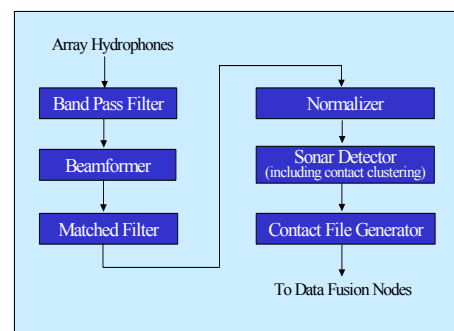 Array Hydrophones
Band Pass Filter
Beamformer
Matched Filter
Normalizer
Sonar Detector
(including contact clustering)
Contact File Generator
To Data Fusion Nodes